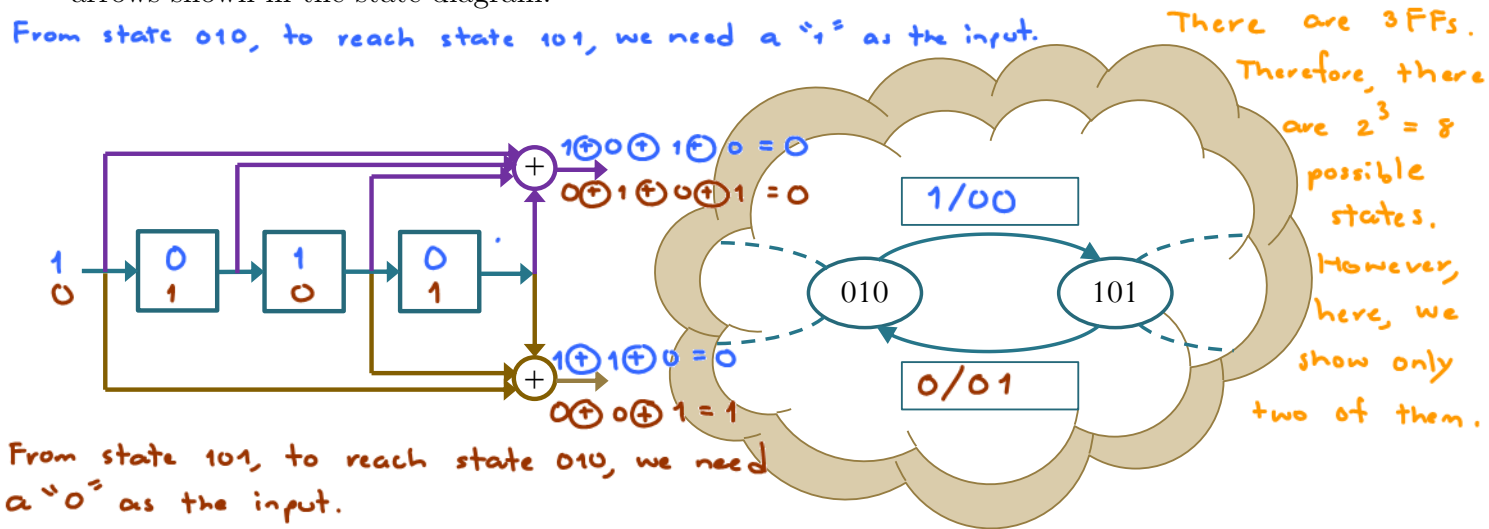 arrows shown in the state diagram.
From state 010, to reach state 101, we need a "1" as the input.
There are 3 FFs.
Therefore, there
are 2³ = 8
possible
states.
However,
here, we
show only
two of them.
1⊕0⊕1⊕0 = 0
0⊕1⊕0⊕1 = 0
+
1 0 1 0
0 1 0 1
+
1⊕1⊕0 = 0
0⊕0⊕1 = 1
1/00
010 101
0/01
From state 101, to reach state 010, we need
a "0" as the input.